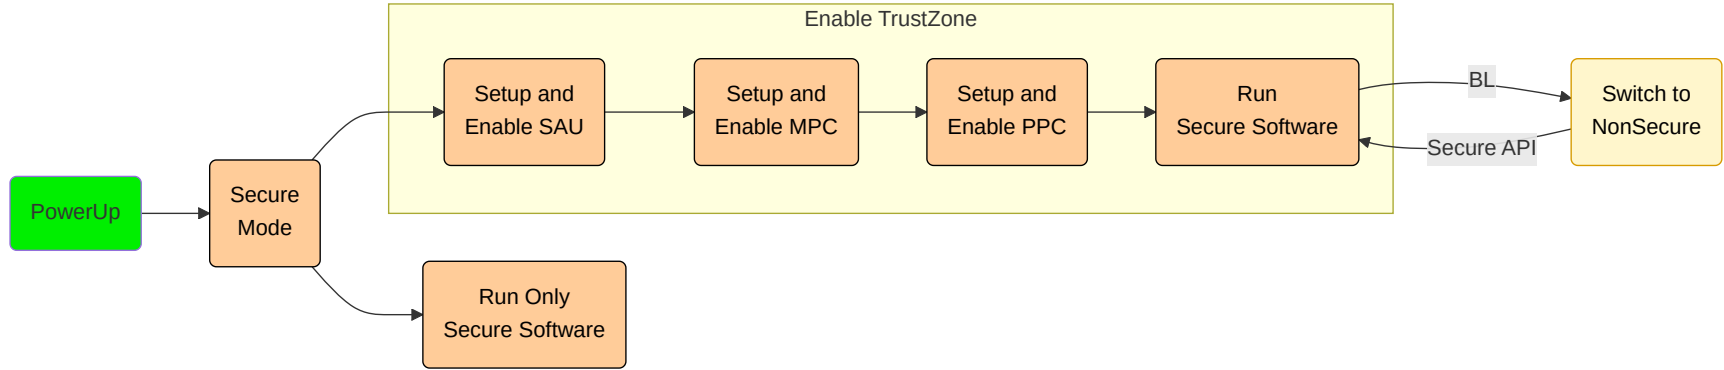 Enable TrustZone
PowerUp
Secure
Mode
Setup and
Enable SAU
Setup and
Enable MPC
Setup and
Enable PPC
Run
Secure Software
BL
Secure API
Switch to
NonSecure
Run Only
Secure Software